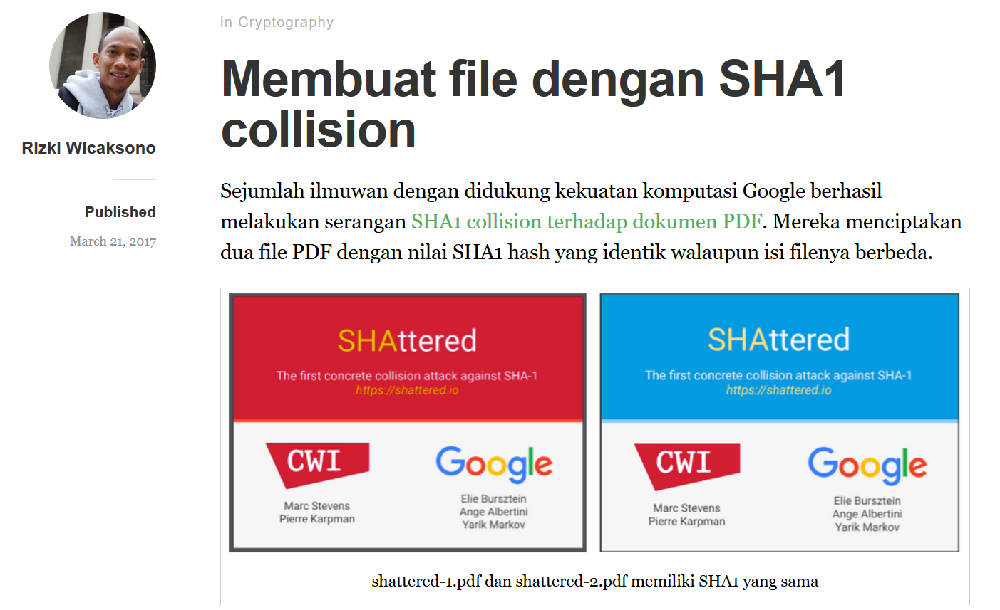 in Cryptography
Membuat file dengan SHA1
collision
Rizki Wicaksono
Published
March 21, 2017
Sejumlah ilmuwan dengan didukung kekuatan komputasi Google berhasil
melakukan serangan SHA1 collision terhadap dokumen PDF. Mereka menciptakan
dua file PDF dengan nilai SHA1 hash yang identik walaupun isi filenya berbeda.
SHAttered
The first concrete collision attack against SHA-1
https://shattered.io
CWI
Marc Stevens
Pierre Karpman
Google
Elie Bursztein
Ange Albertini
Yarik Markov
SHAttered
The first concrete collision attack against SHA-1
https://shattered.io
CWI
Marc Stevens
Pierre Karpman
Google
Elie Bursztein
Ange Albertini
Yarik Markov
shattered-1.pdf dan shattered-2.pdf memiliki SHA1 yang sama